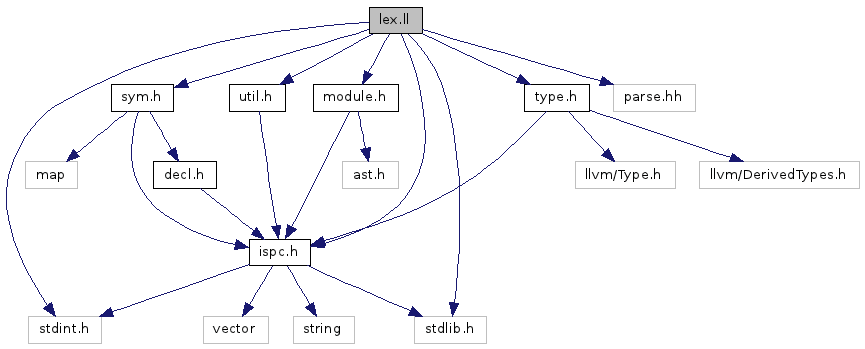 lex.ll
sym.h
util.h
module.h
type.h
parse.hh
map
decl.h
ast.h
llvm/Type.h
llvm/DerivedTypes.h
ispc.h
stdint.h
vector
string
stdlib.h